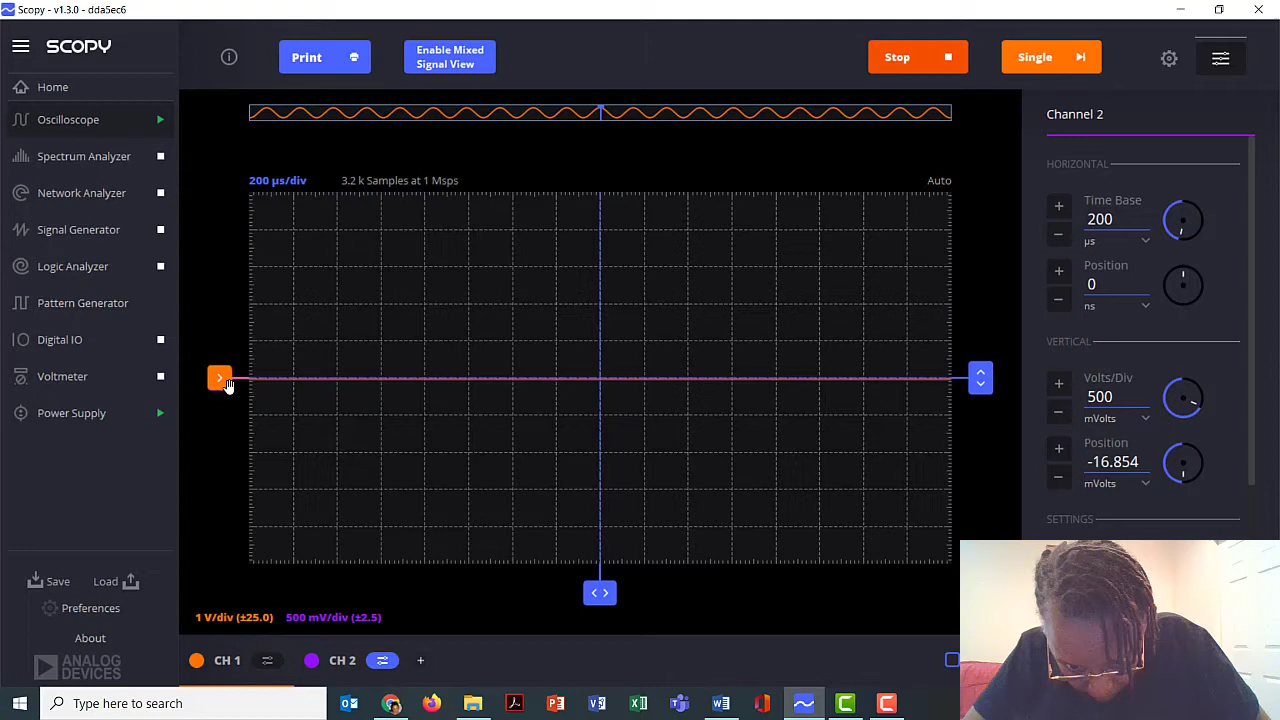 Scopy - v1.3.0 - dda5ec6
SCOPY
Print
Enable Mixed
Signal View
Stop
Single
Home
Oscilloscope
Spectrum Analyzer
Network Analyzer
Signal Generator
Logic Analyzer
Pattern Generator
Digital IO
Voltmeter
Power Supply
Save
Load
Preferences
About
ANALOG
DEVICES
200 µs/div
3.2 k Samples at 1 Msps
Auto
1 V/div (±25.0)
500 mV/div (±2.5)
CH 1
CH 2
+
Channel 2
HORIZONTAL
Time Base
200
µs
Position
0
ns
VERTICAL
Volts/Div
500
mVolts
Position
-16.854
mVolts
SETTINGS
Type here to search